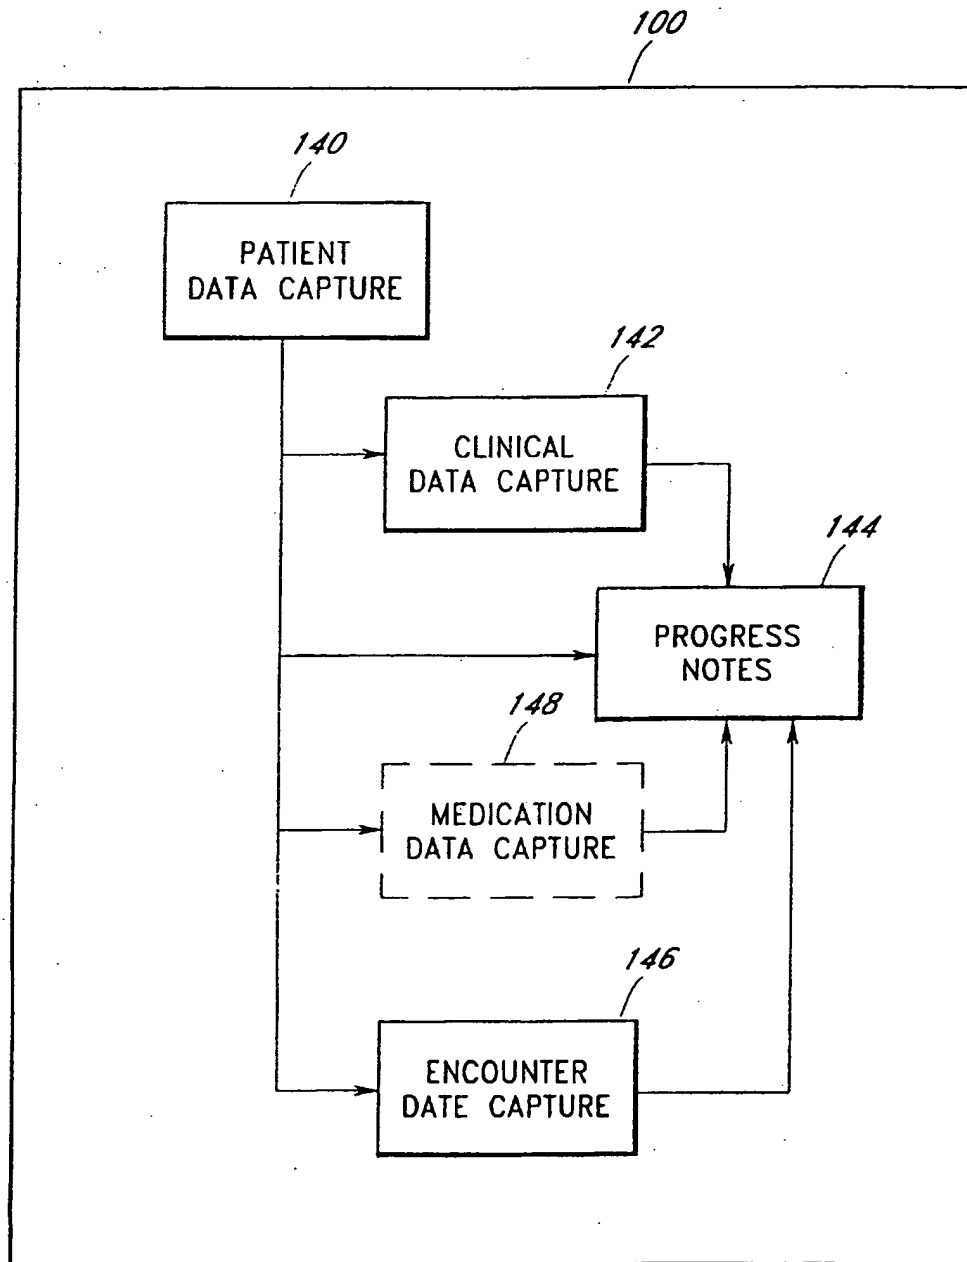 100
140
PATIENT
DATA CAPTURE
142
CLINICAL
DATA CAPTURE
144
PROGRESS
NOTES
148
MEDICATION
DATA CAPTURE
146
ENCOUNTER
DATE CAPTURE